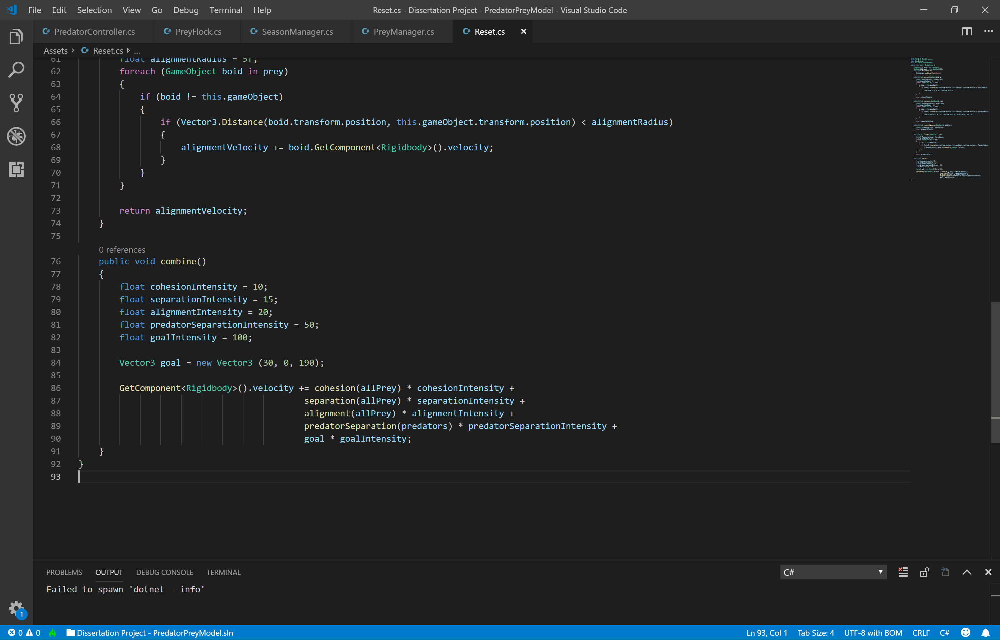 File Edit Selection View Go Debug Terminal Help
Reset.cs - Dissertation Project - PredatorPreyModel - Visual Studio Code
C# PredatorController.cs C# PreyFlock.cs C# SeasonManager.cs C# PreyManager.cs C# Reset.cs
Assets C# Reset.cs ...
61 float alignmentRadius = 5f;
62 foreach (GameObject boid in prey)
63 {
64 if (boid != this.gameObject)
65 {
66 if (Vector3.Distance(boid.transform.position, this.gameObject.transform.position) < alignmentRadius)
67 {
68 alignmentVelocity += boid.GetComponent<Rigidbody>().velocity;
69 }
70 }
71 }
72
73 return alignmentVelocity;
74 }
75
0 references
76 public void combine()
77 {
78 float cohesionIntensity = 10;
79 float separationIntensity = 15;
80 float alignmentIntensity = 20;
81 float predatorSeparationIntensity = 50;
82 float goalIntensity = 100;
83
84 Vector3 goal = new Vector3 (30, 0, 190);
85
86 GetComponent<Rigidbody>().velocity += cohesion(allPrey) * cohesionIntensity +
87 separation(allPrey) * separationIntensity +
88 alignment(allPrey) * alignmentIntensity +
89 predatorSeparation(predators) * predatorSeparationIntensity +
90 goal * goalIntensity;
91 }
92 }
93
PROBLEMS OUTPUT DEBUG CONSOLE TERMINAL
C#
Failed to spawn 'dotnet --info'
1
0 0 Dissertation Project - PredatorPreyModel.sln
Ln 93, Col 1 Tab Size: 4 UTF-8 with BOM CRLF C#